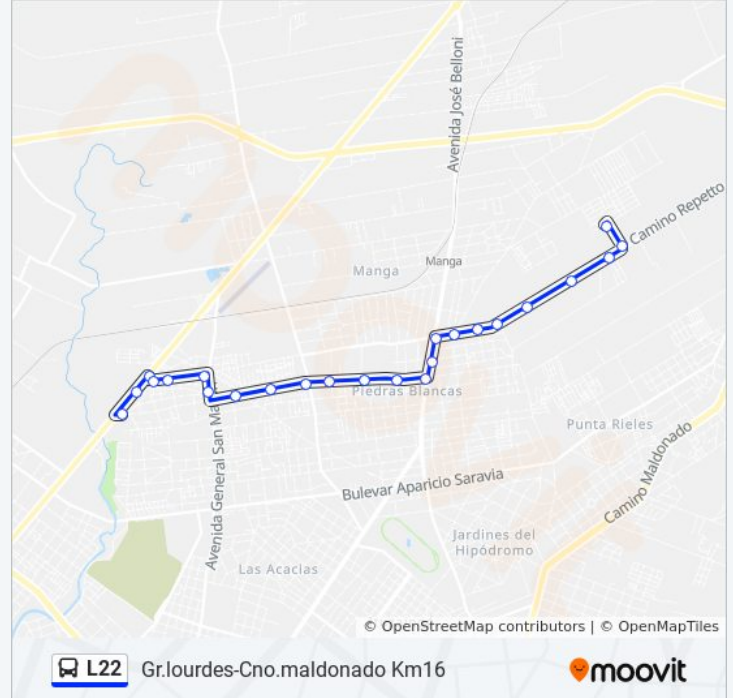 Avenida José Belloni
Camino Repetto
Manga
Manga
Piedras Blancas
Punta Rieles
Avenida General San Ma
Bulevar Aparicio Saravia
Camino Maldonado
Jardines del
Hipódromo
Las Acacias
© OpenStreetMap contributors | © OpenMapTiles
L22 Gr.lourdes-Cno.maldonado Km16
moovit